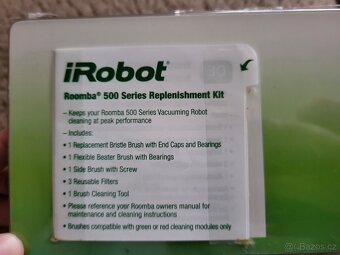 iRobot®
Roomba® 500 Series Replenishment Kit
– Keeps your Roomba 500 Series Vacuuming Robot
cleaning at peak performance
– Includes:
• 1 Replacement Bristle Brush with End Caps and Bearings
• 1 Flexible Beater Brush with Bearings
• 1 Side Brush with Screw
• 3 Reusable Filters
• 1 Brush Cleaning Tool
• Please reference your Roomba owners manual for
maintenance and cleaning instructions
• Brushes compatible with green or red cleaning modules only
Sbazar.cz